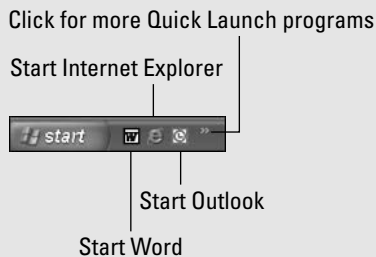 Click for more Quick Launch programs
Start Internet Explorer
start
W
»
Start Outlook
Start Word